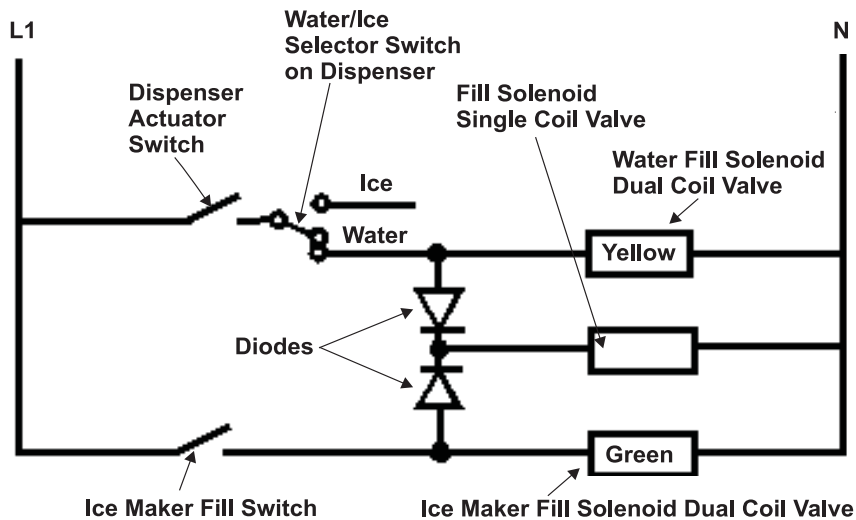 L1
Water/Ice
Selector Switch
on Dispenser
N
Dispenser
Actuator
Switch
Fill Solenoid
Single Coil Valve
Water Fill Solenoid
Dual Coil Valve
Ice
Water
Yellow
Diodes
Green
Ice Maker Fill Switch
Ice Maker Fill Solenoid Dual Coil Valve